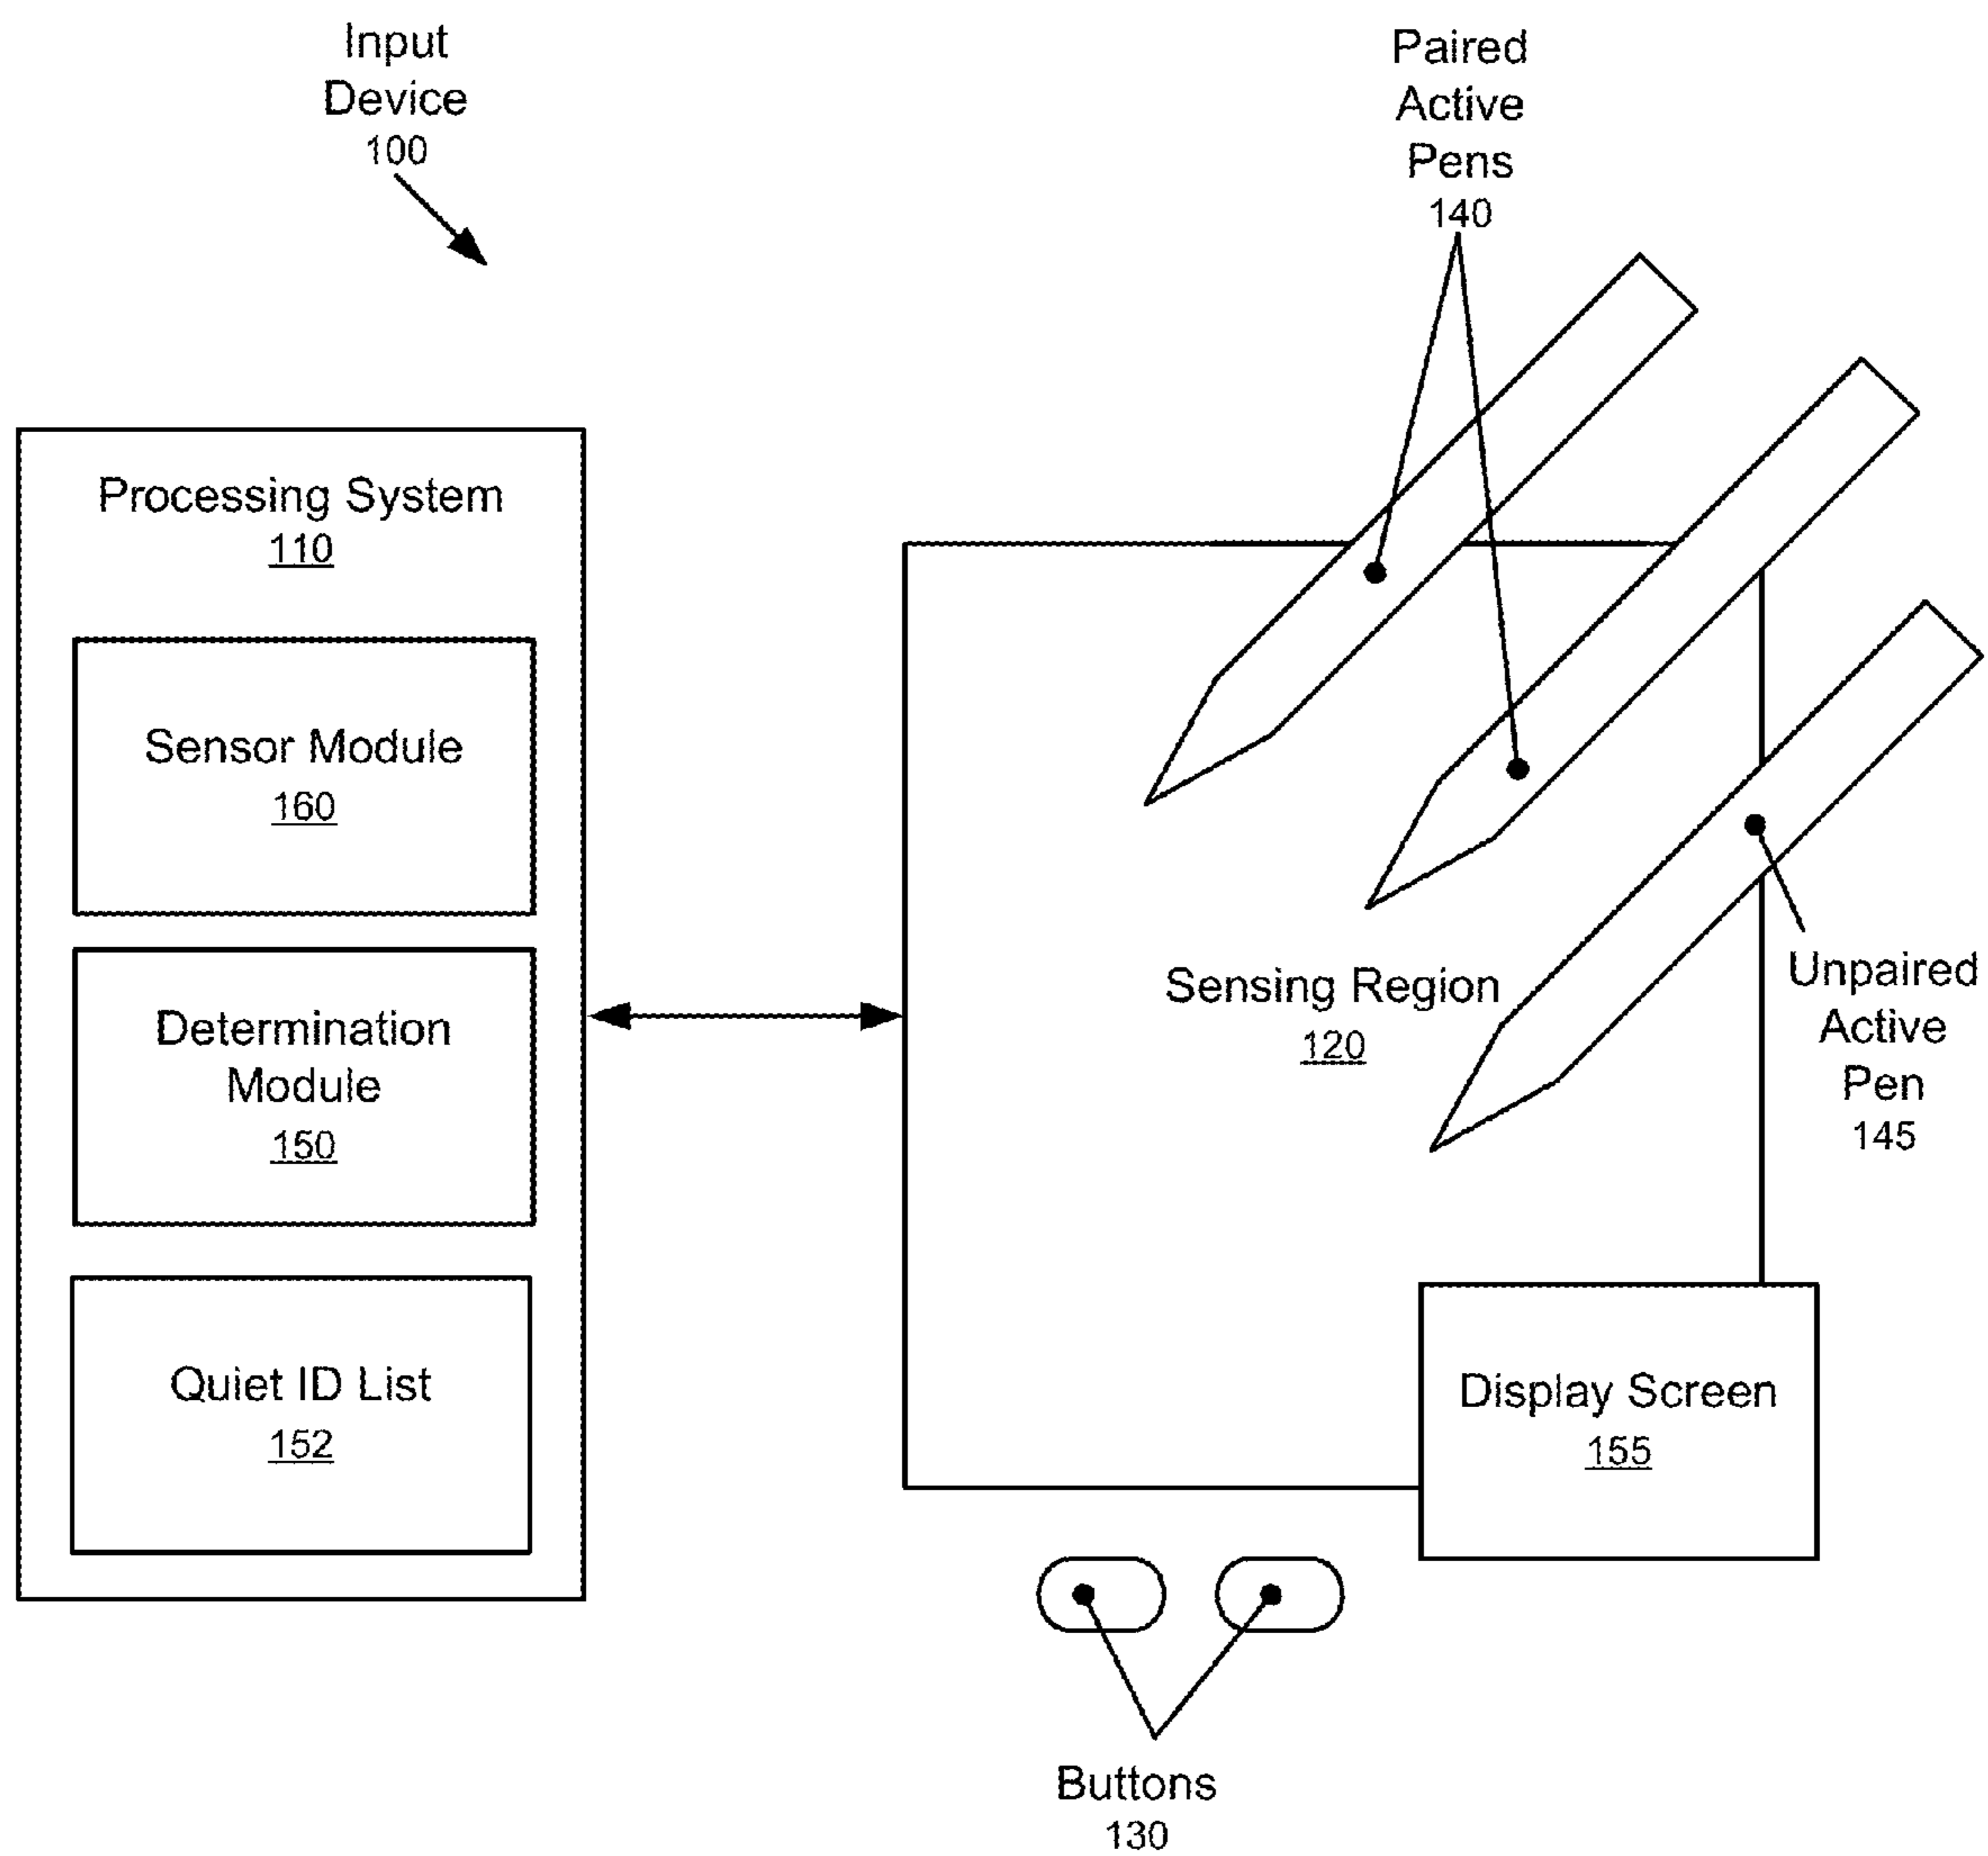 Input
Device
100
Paired
Active
Pens
140
Processing System
110
Sensor Module
160
Determination
Module
150
Quiet ID List
152
Sensing Region
120
Unpaired
Active
Pen
145
Display Screen
155
Buttons
130